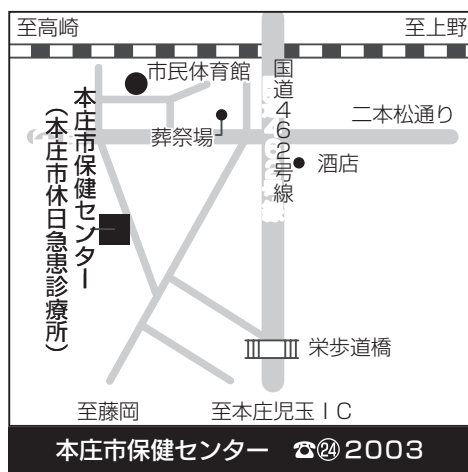 至高崎
至上野
市民体育館
国道462号線
二本松通り
葬祭場
酒店
本庄市保健センター
（本庄市休日急患診療所）
栄歩道橋
至藤岡
至本庄児玉IC
本庄市保健センター ☎㉔2003